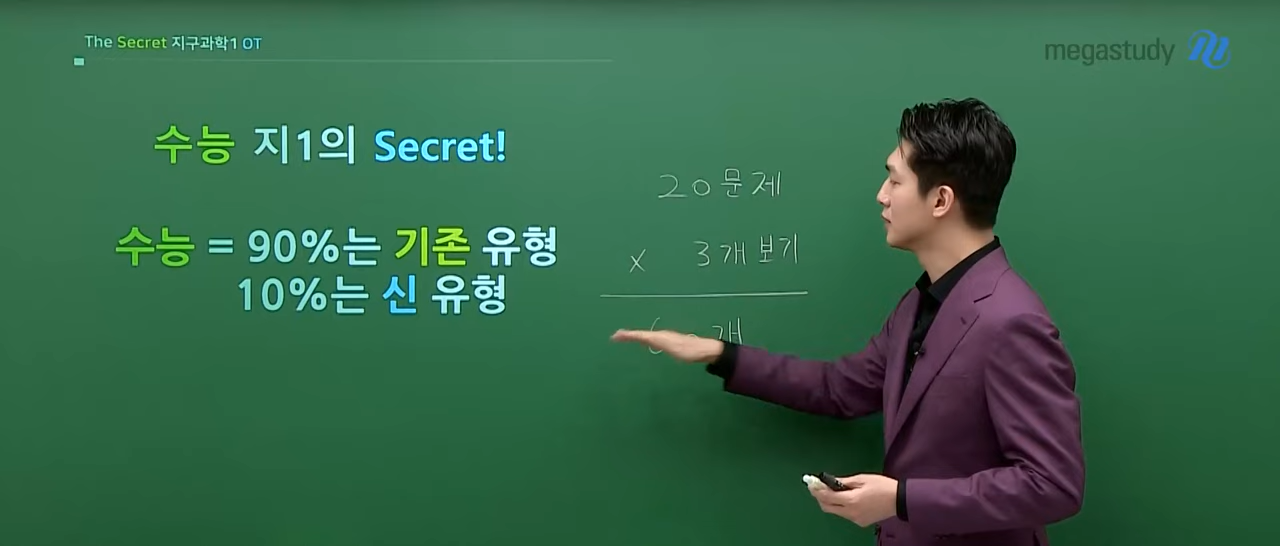 The Secret 지구과학1 OT
megastudy
수능 지1의 Secret!
수능 = 90%는 기존 유형
10%는 신 유형
20문제
x 3개 보기